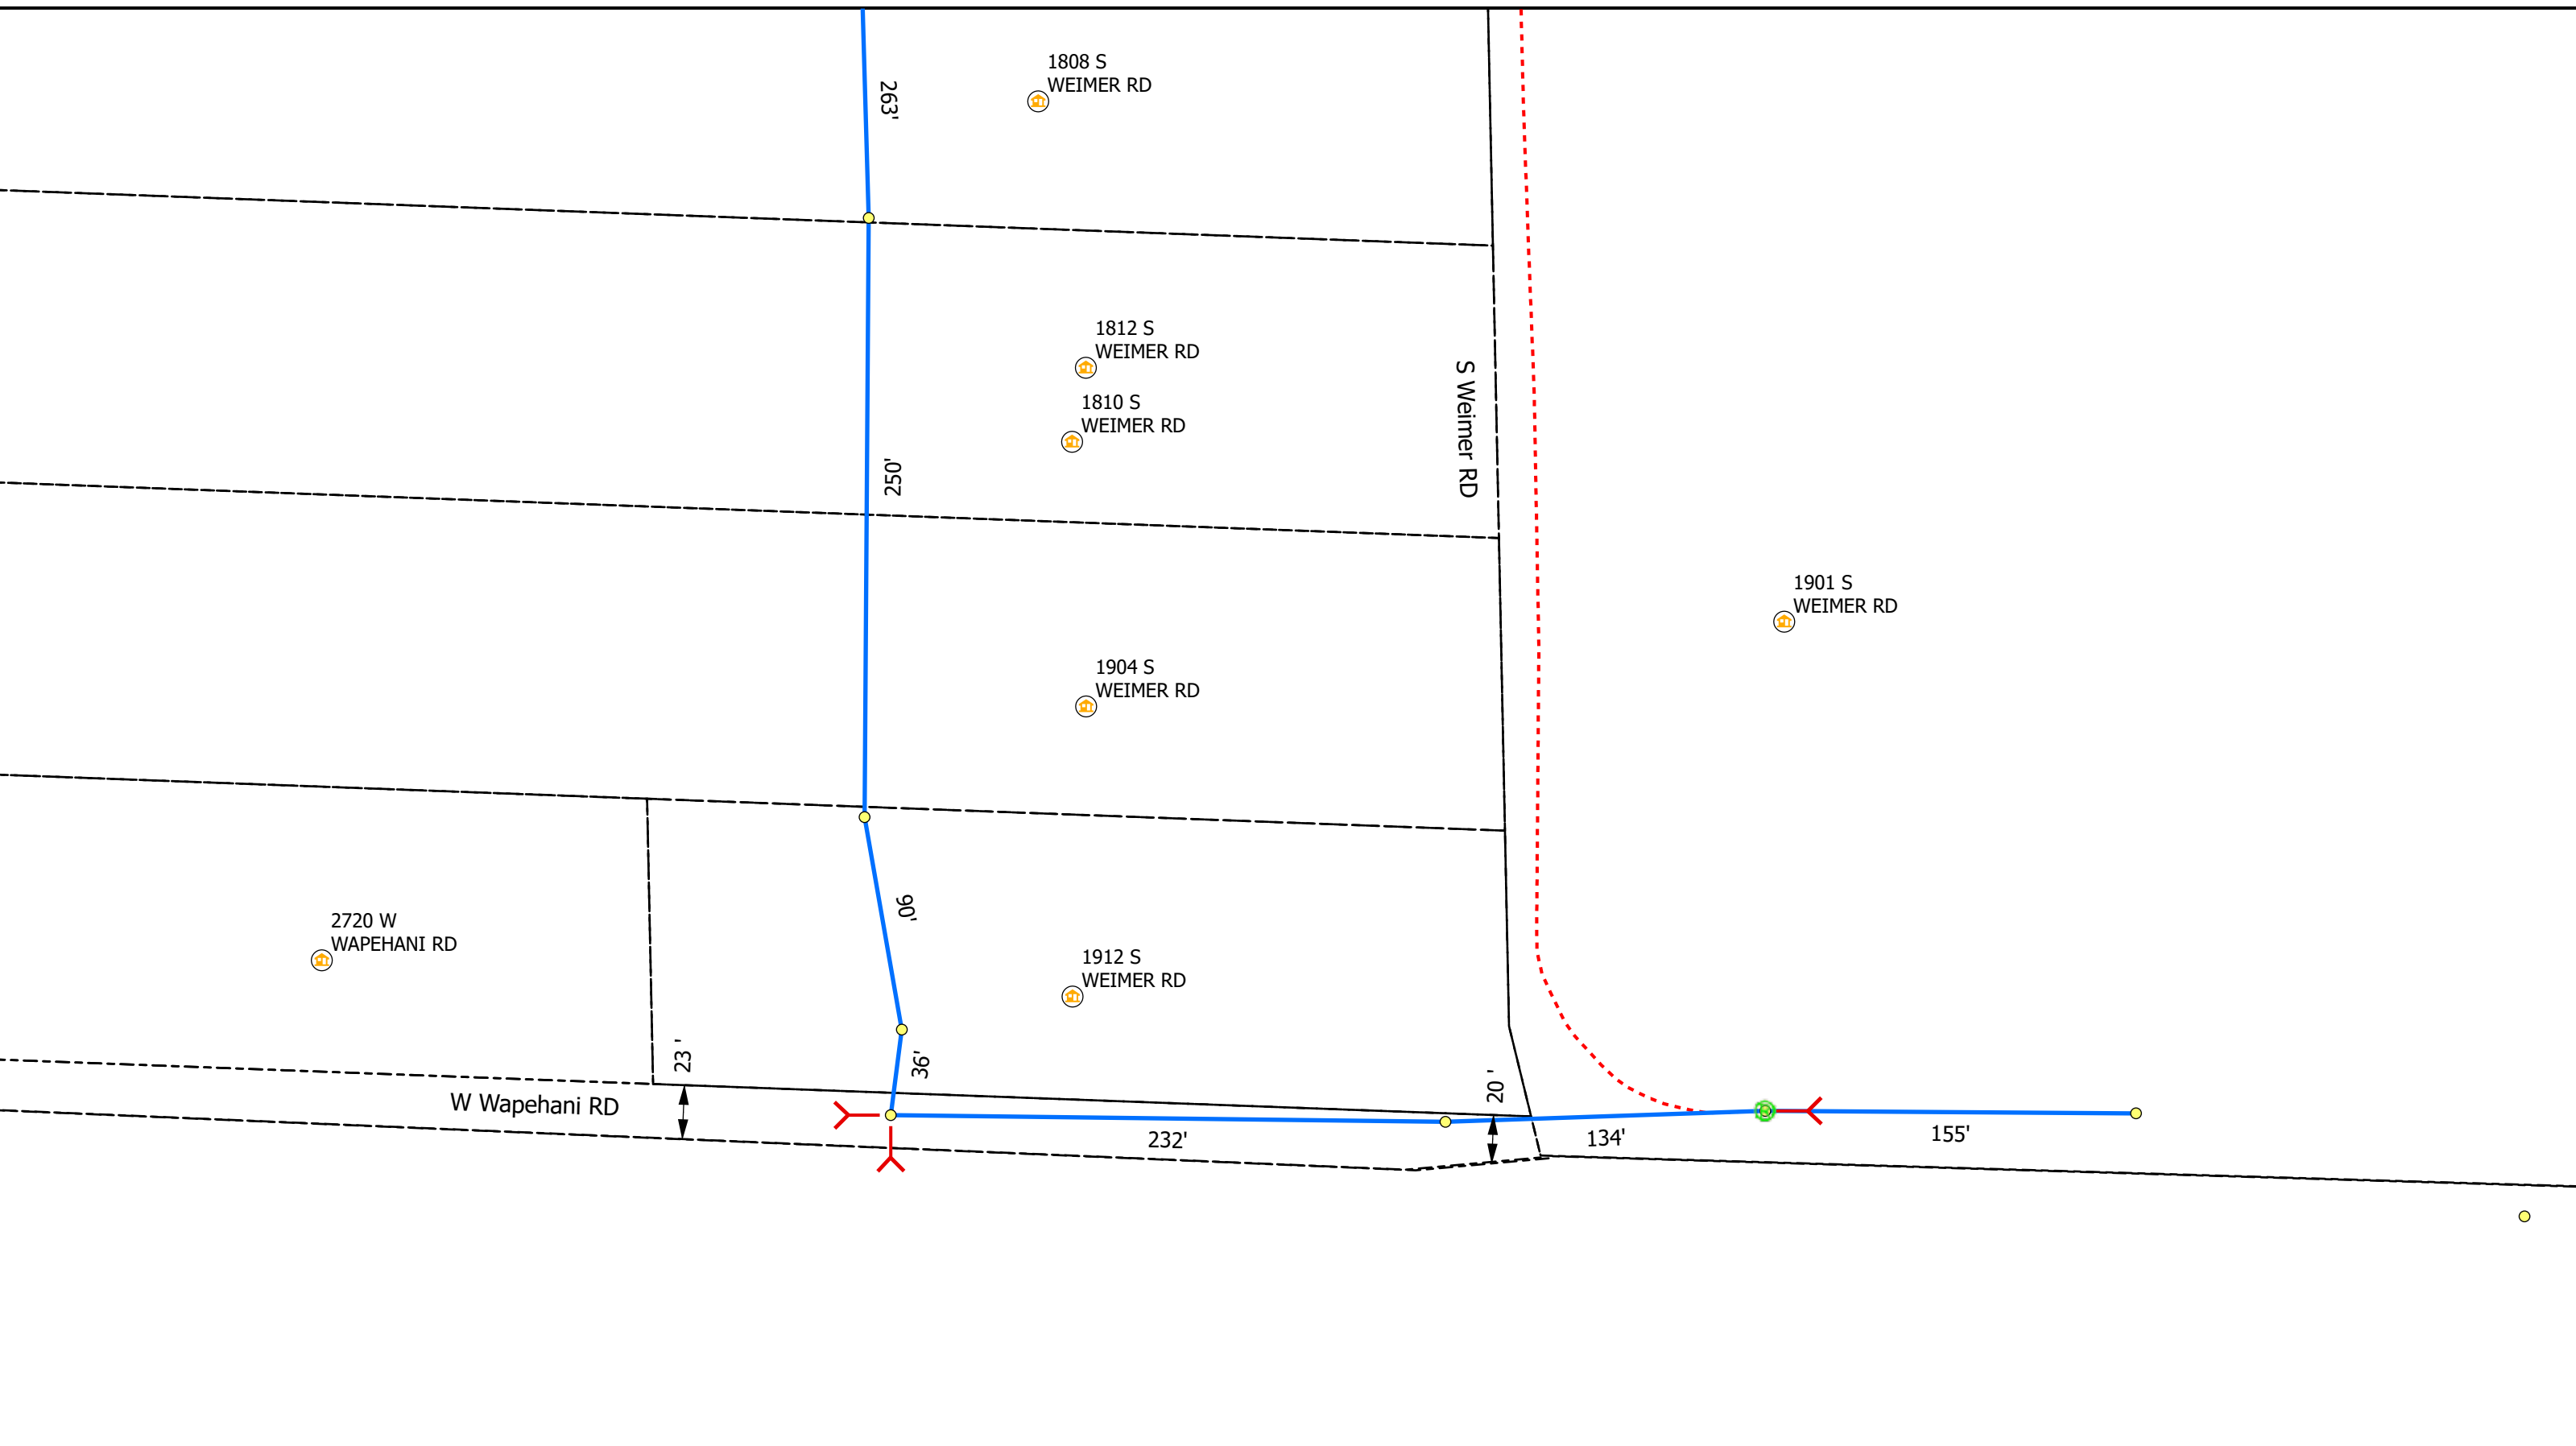 1808 S
WEIMER RD
263'
1812 S
WEIMER RD
1810 S
WEIMER RD
S Weimer RD
250'
1901 S
WEIMER RD
1904 S
WEIMER RD
90'
2720 W
WAPEHANI RD
1912 S
WEIMER RD
23 '
36'
20 '
W Wapehani RD
232'
134'
155'